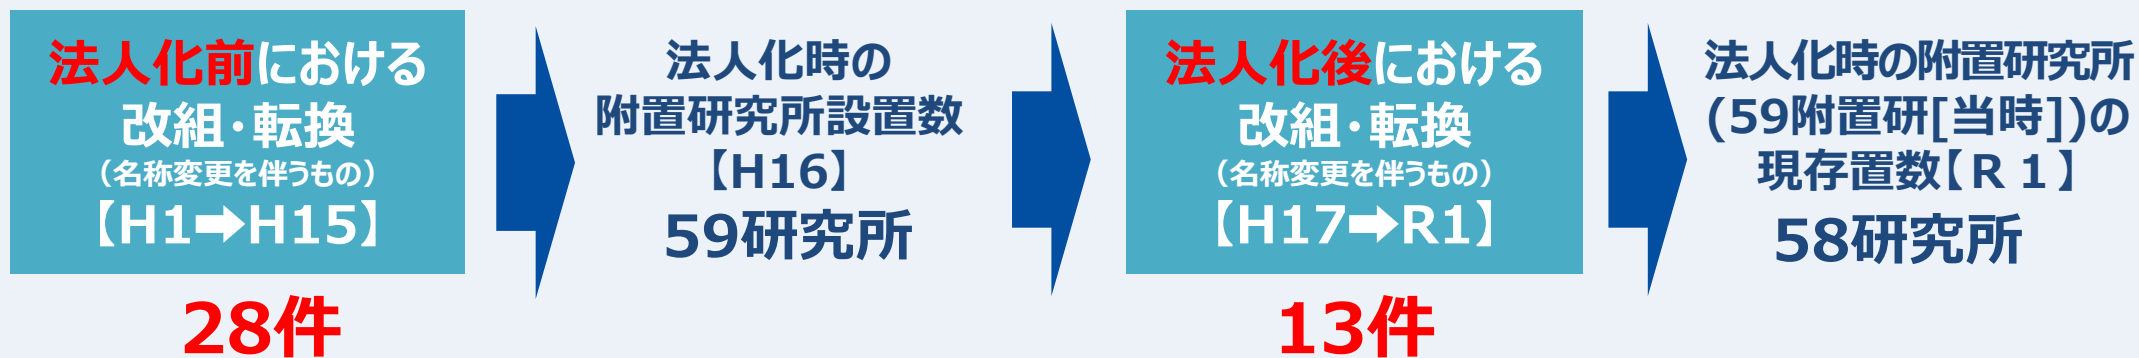 法人化前における
改組・転換
（名称変更を伴うもの）
【H1➡H15】
28件
法人化時の
附置研究所設置数
【H16】
59研究所
法人化後における
改組・転換
（名称変更を伴うもの）
【H17➡R1】
13件
法人化時の附置研究所
(59附置研[当時])の
現存置数【Ｒ１】
58研究所